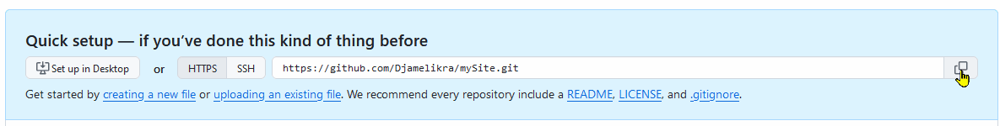 Quick setup — if you’ve done this kind of thing before
Set up in Desktop or HTTPS SSH https://github.com/Djamelikra/mySite.git
Get started by creating a new file or uploading an existing file. We recommend every repository include a README, LICENSE, and .gitignore.